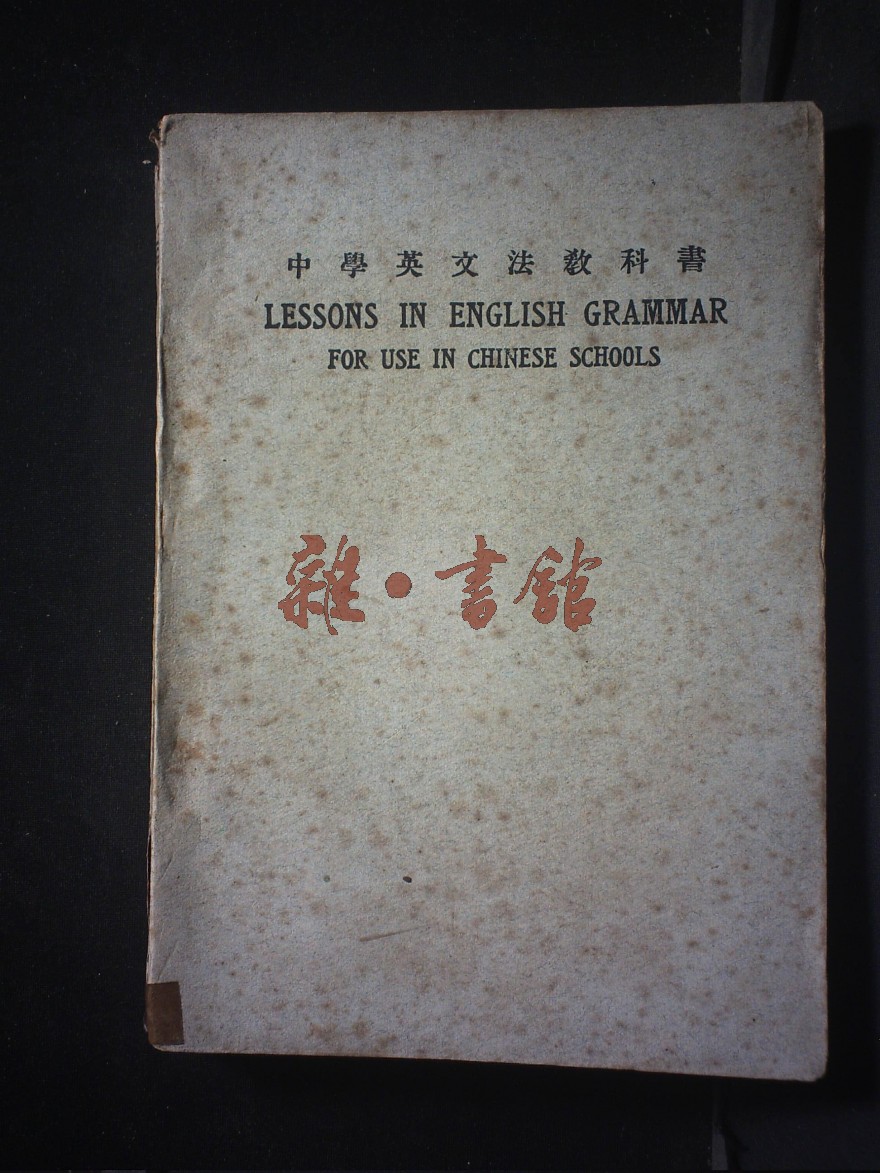 中學英文法教科書
LESSONS IN ENGLISH GRAMMAR
FOR USE IN CHINESE SCHOOLS
雜·書館